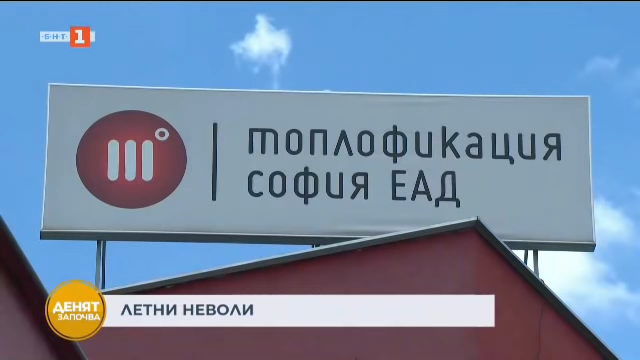 БНТ 1
m°
топлофикация
софия ЕАД
ДЕНЯТ
ЗАПОЧВА
ЛЕТНИ НЕВОЛИ